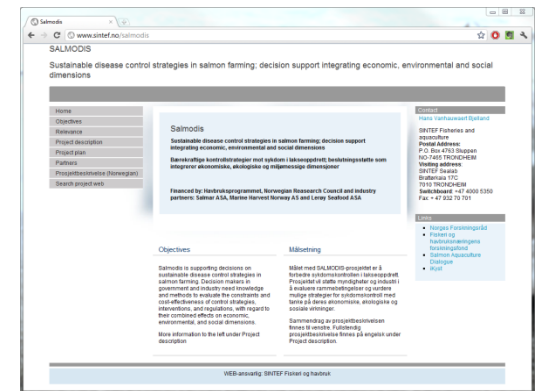 Salmodis
www.sintef.no/salmodis
SALMODIS
Sustainable disease control strategies in salmon farming: decision support integrating economic, environmental and social
dimensions
Home
Objectives
Relevance
Project description
Project plan
Partners
Prosjektbeskrivelse (Norwegian)
Search project web
Salmodis
Sustainable disease control strategies in salmon farming: decision support
integrating economic, environmental and social dimensions
Bærekraftige kontrollstrategier mot sykdom i lakseoppdrett: beslutningsstøtte som
integrerer økonomiske, økologiske og miljømessige dimensjoner
Financed by: Havbruksprogrammet, Norwegian Reasearch Council and industry
partners: Salmar ASA, Marine Harvest Norway AS and Lerøy Seafood ASA
Objectives
Salmodis is supporting decisions on
sustainable disease control strategies in
salmon farming. Decision makers in
government and industry need knowledge
and methods to evaluate the constraints and
cost-effectiveness of control strategies,
interventions, and regulations, with regard to
their combined effects on economic,
environmental, and social dimensions.
More information to the left under Project
description
Målsetning
Målet med SALMODIS-prosjektet er å
forbedre sykdomskontrollen i lakseoppdrett.
Prosjektet vil støtte myndigheter og industri i
å evaluere rammebetingelser og vurdere
mulige strategier for sykdomskontroll med
tanke på deres økonomiske, økologiske og
sosiale virkninger.
Sammendrag av prosjektbeskrivelsen
finnes til venstre. Fullstendig
prosjektbeskrivelse finnes på engelsk under
Project description.
Contact
Hans Vanhauwaert Bjelland
SINTEF Fisheries and
aquaculture
Postal Address:
P.O. Box 4763 Sluppen
NO-7465 TRONDHEIM
Visiting address:
SINTEF Sealab
Brattørkaia 17C
7010 TRONDHEIM
Switchboard: +47 4000 5350
Fax: + 47 932 70 701
Links
Norges Forskningsråd
Fiskeri og
havbruksnæringens
forskningsfond
Salmon Aquaculture
Dialogue
iKyst
WEB-ansvarlig: SINTEF Fiskeri og havbruk